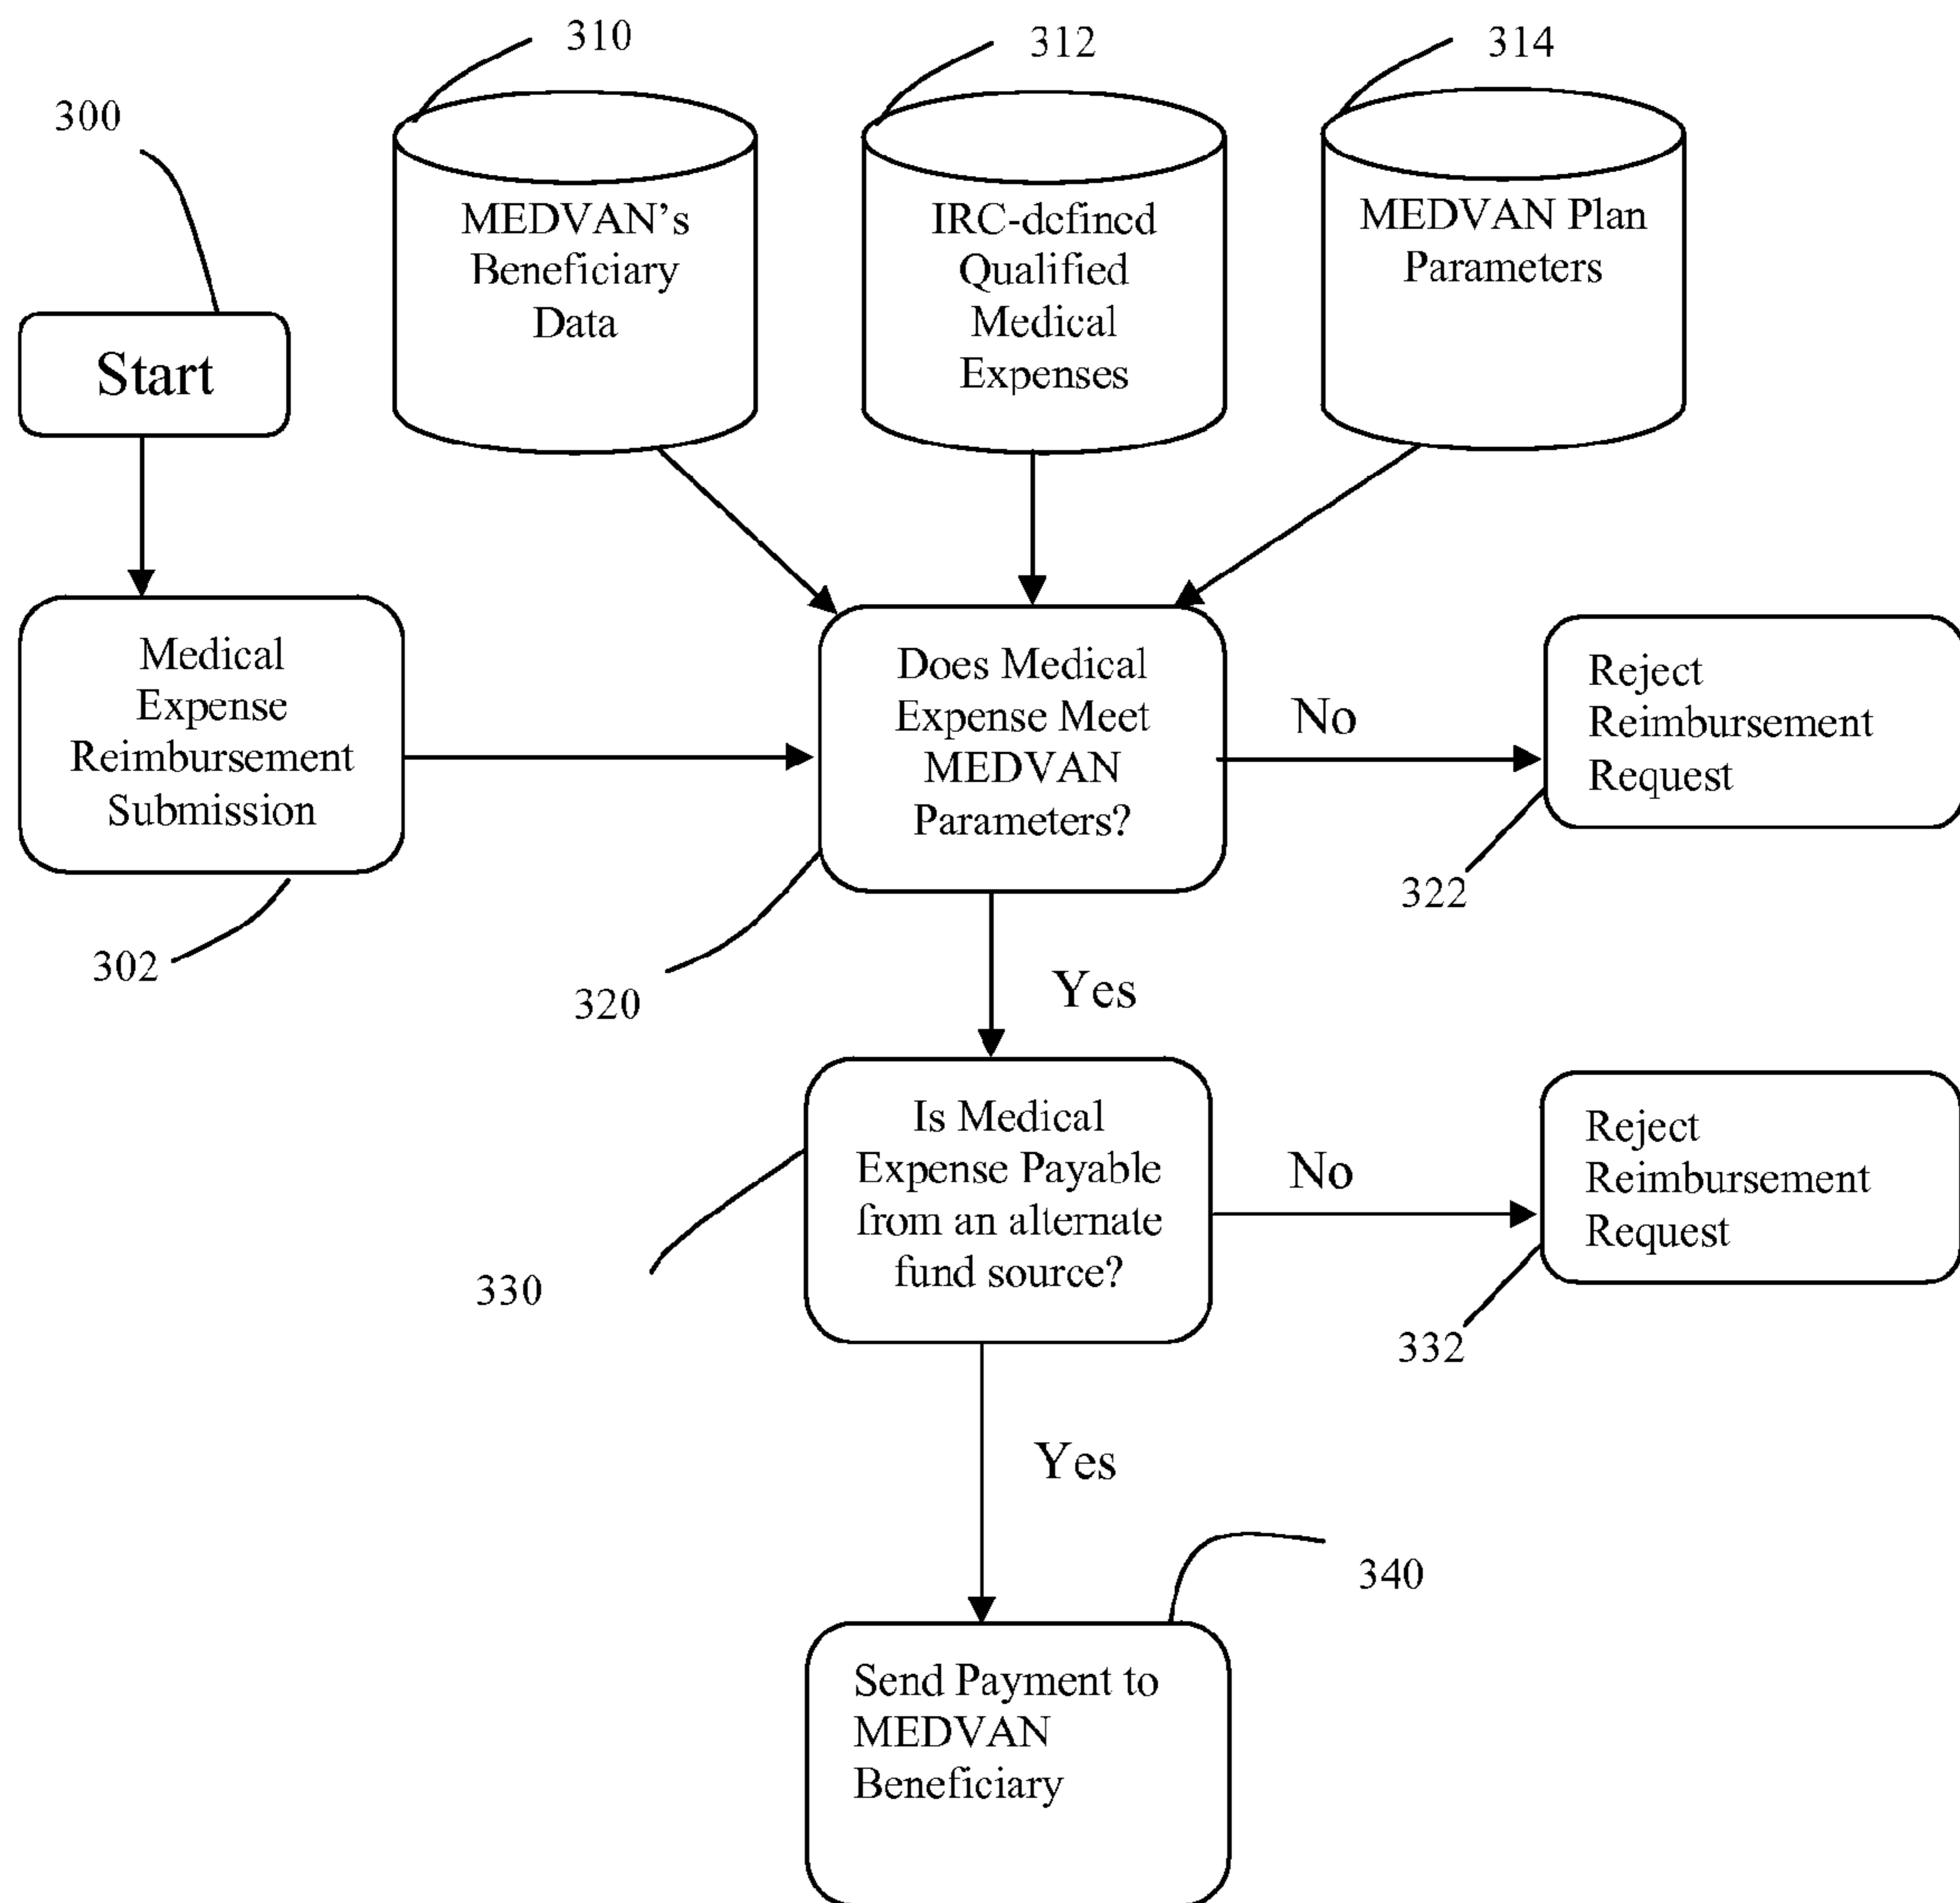 310
312
314
300
MEDVAN's
Beneficiary
Data
IRC-defined
Qualified
Medical
Expenses
MEDVAN Plan
Parameters
Start
Medical
Expense
Reimbursement
Submission
302
Does Medical
Expense Meet
MEDVAN
Parameters?
320
No
Reject
Reimbursement
Request
322
Yes
Is Medical
Expense Payable
from an alternate
fund source?
330
No
Reject
Reimbursement
Request
332
Yes
340
Send Payment to
MEDVAN
Beneficiary